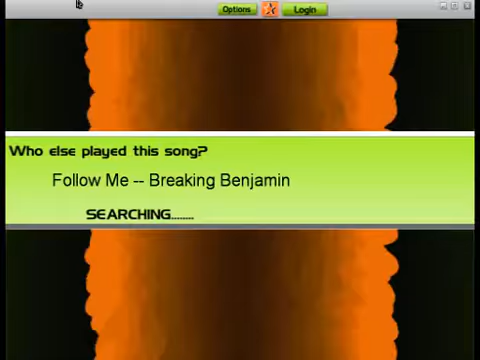 Options
Login
Who else played this song?
Follow Me -- Breaking Benjamin
SEARCHING.......